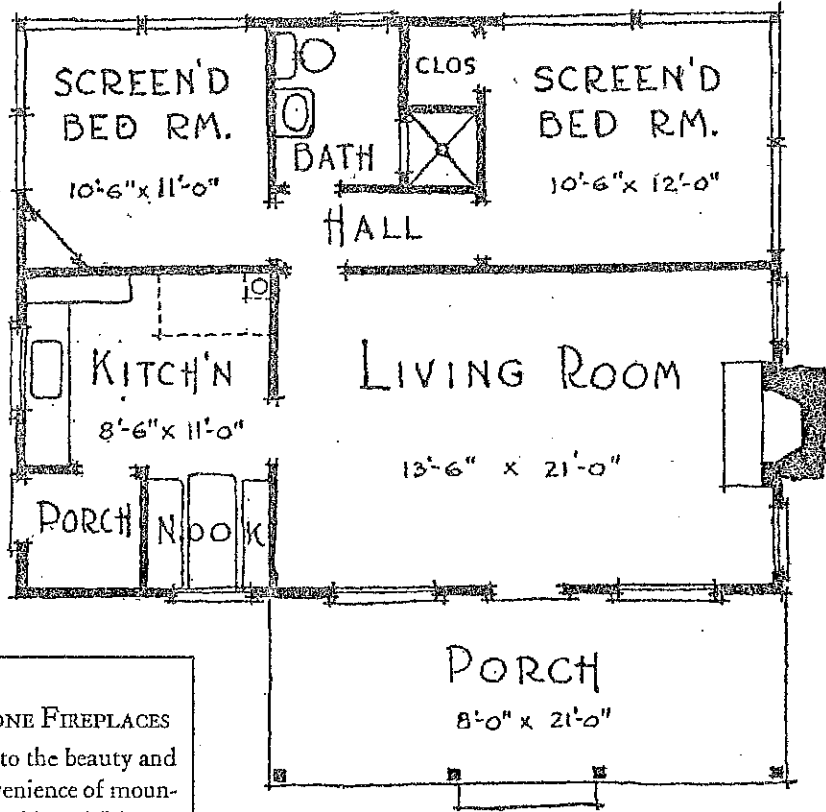 SCREEN'D
BED RM.
10'-6" x 11'-0"
BATH
CLOS
SCREEN'D
BED RM.
10'-6" x 12'-0"
HALL
KITCH'N
8'-6" x 11'-0"
LIVING ROOM
13'-6" x 21'-0"
PORCH
NOOK
PORCH
8'-0" x 21'-0"
ONE FIREPLACES
to the beauty and
enience of moun-